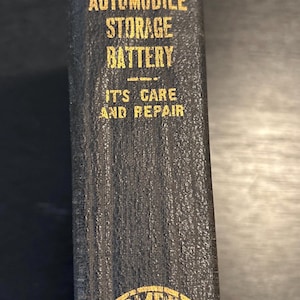 AUTOMOBILE
STORAGE
BATTERY
IT'S CARE
AND REPAIR